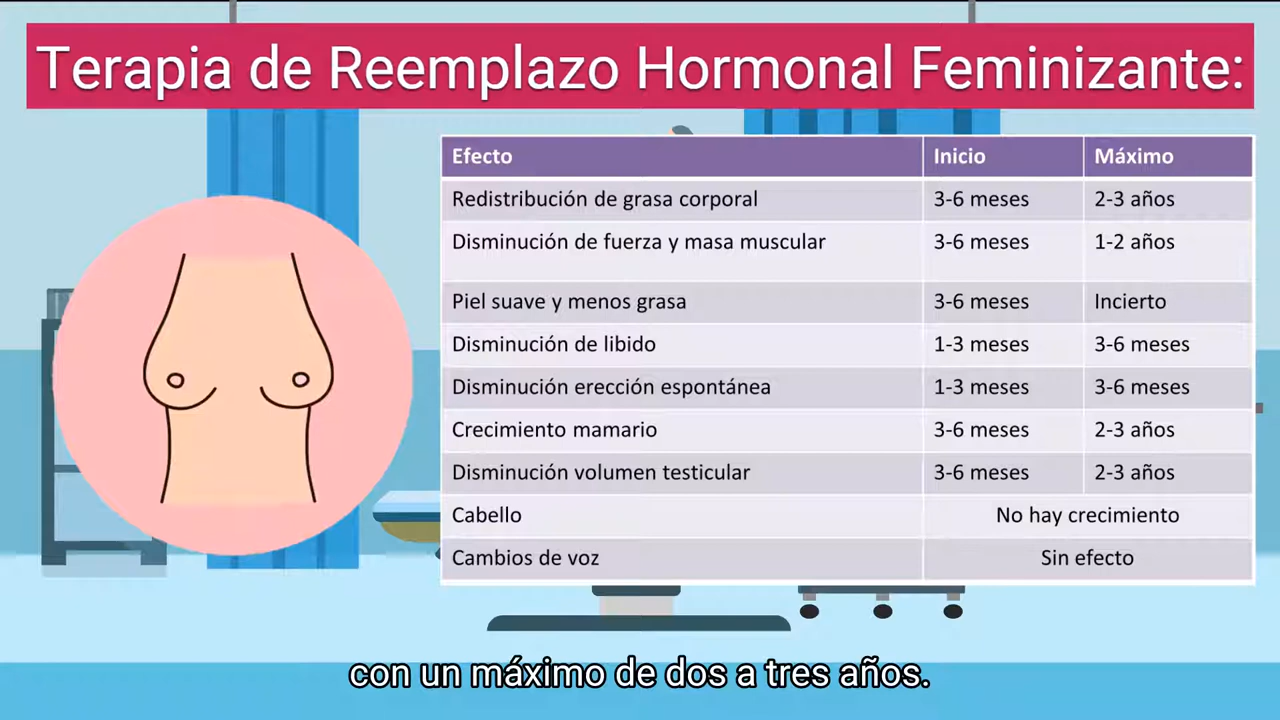 Terapia de Reemplazo Hormonal Feminizante:
Efecto Inicio Máximo
Redistribución de grasa corporal 3-6 meses 2-3 años
Disminución de fuerza y masa muscular 3-6 meses 1-2 años
Piel suave y menos grasa 3-6 meses Incierto
Disminución de libido 1-3 meses 3-6 meses
Disminución erección espontánea 1-3 meses 3-6 meses
Crecimiento mamario 3-6 meses 2-3 años
Disminución volumen testicular 3-6 meses 2-3 años
Cabello No hay crecimiento
Cambios de voz Sin efecto
con un máximo de dos a tres años.